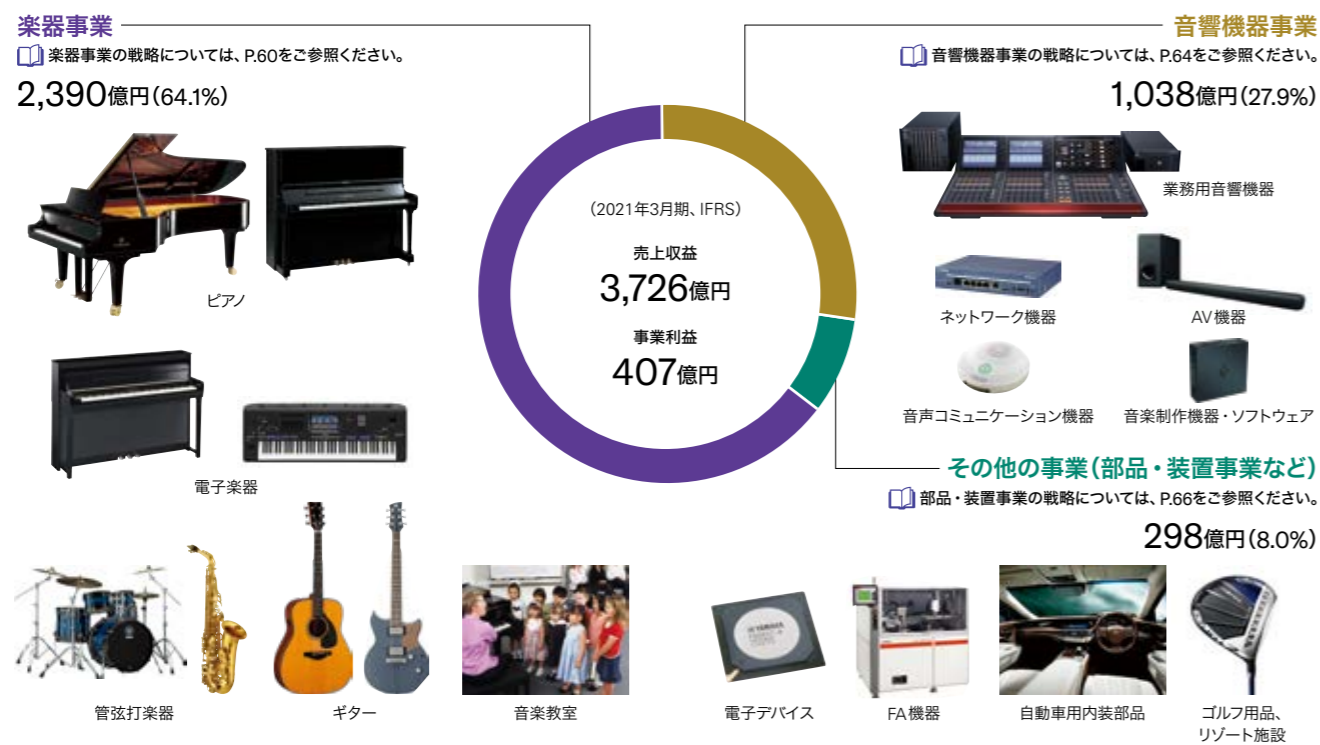 楽器事業
楽器事業の戦略については、P.60をご参照ください。
2,390億円(64.1%)
ピアノ
電子楽器
管弦打楽器
ギター
音楽教室
(2021年3月期、IFRS)
売上収益
3,726億円
事業利益
407億円
音響機器事業
音響機器事業の戦略については、P.64をご参照ください。
1,038億円(27.9%)
業務用音響機器
ネットワーク機器
AV機器
音声コミュニケーション機器
音楽制作機器・ソフトウェア
その他の事業(部品・装置事業など)
部品・装置事業の戦略については、P.66をご参照ください。
298億円(8.0%)
YAMAHA
電子デバイス
FA機器
自動車用内装部品
ゴルフ用品、
リゾート施設